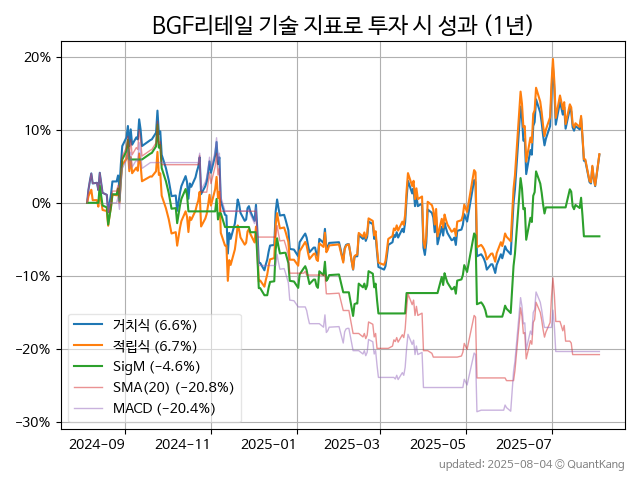 BGF리테일 기술 지표로 투자 시 성과 (1년)
20%
10%
0%
−10%
−20%
−30%
거치식 (6.6%)
적립식 (6.7%)
SigM (−4.6%)
SMA(20) (−20.8%)
MACD (−20.4%)
2024-09 2024-11 2025-01 2025-03 2025-05 2025-07
updated: 2025-08-04 © QuantKang